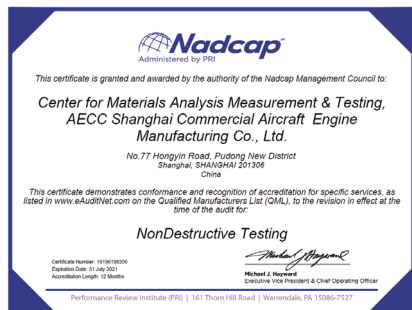 Nadcap
Administered by PRI
This certificate is granted and awarded by the authority of the Nadcap Management Council to:
Center for Materials Analysis Measurement & Testing,
AECC Shanghai Commercial Aircraft Engine
Manufacturing Co., Ltd.
No.77 Hongyin Road, Pudong New District
Shanghai, SHANGHAI 201306
China
This certificate demonstrates conformance and recognition of accreditation for specific services, as
listed in www.eAuditNet.com on the Qualified Manufacturers List (QML), to the revision in effect at the
time of the audit for:
NonDestructive Testing
Certificate Number: 19196198356
Expiration Date: 31 July 2021
Accreditation Length: 12 Months
Michael J. Hayward
Executive Vice President & Chief Operating Officer
Performance Review Institute (PRI) | 161 Thorn Hill Road | Warrendale, PA 15086-7527